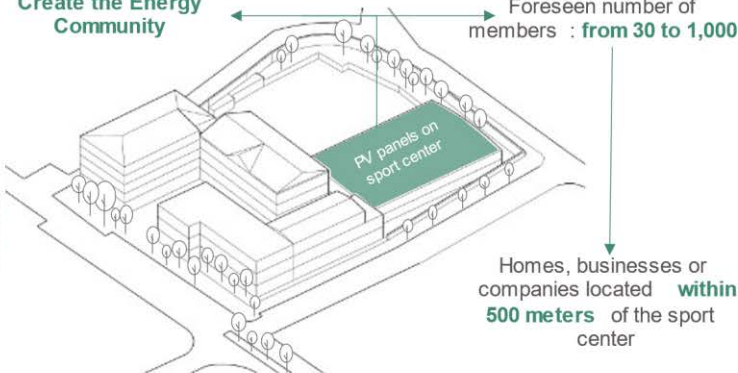 Create the Energy
Community
Foreseen number of
members : from 30 to 1,000
PV panels on
sport center
Homes, businesses or
companies located within
500 meters of the sport
center